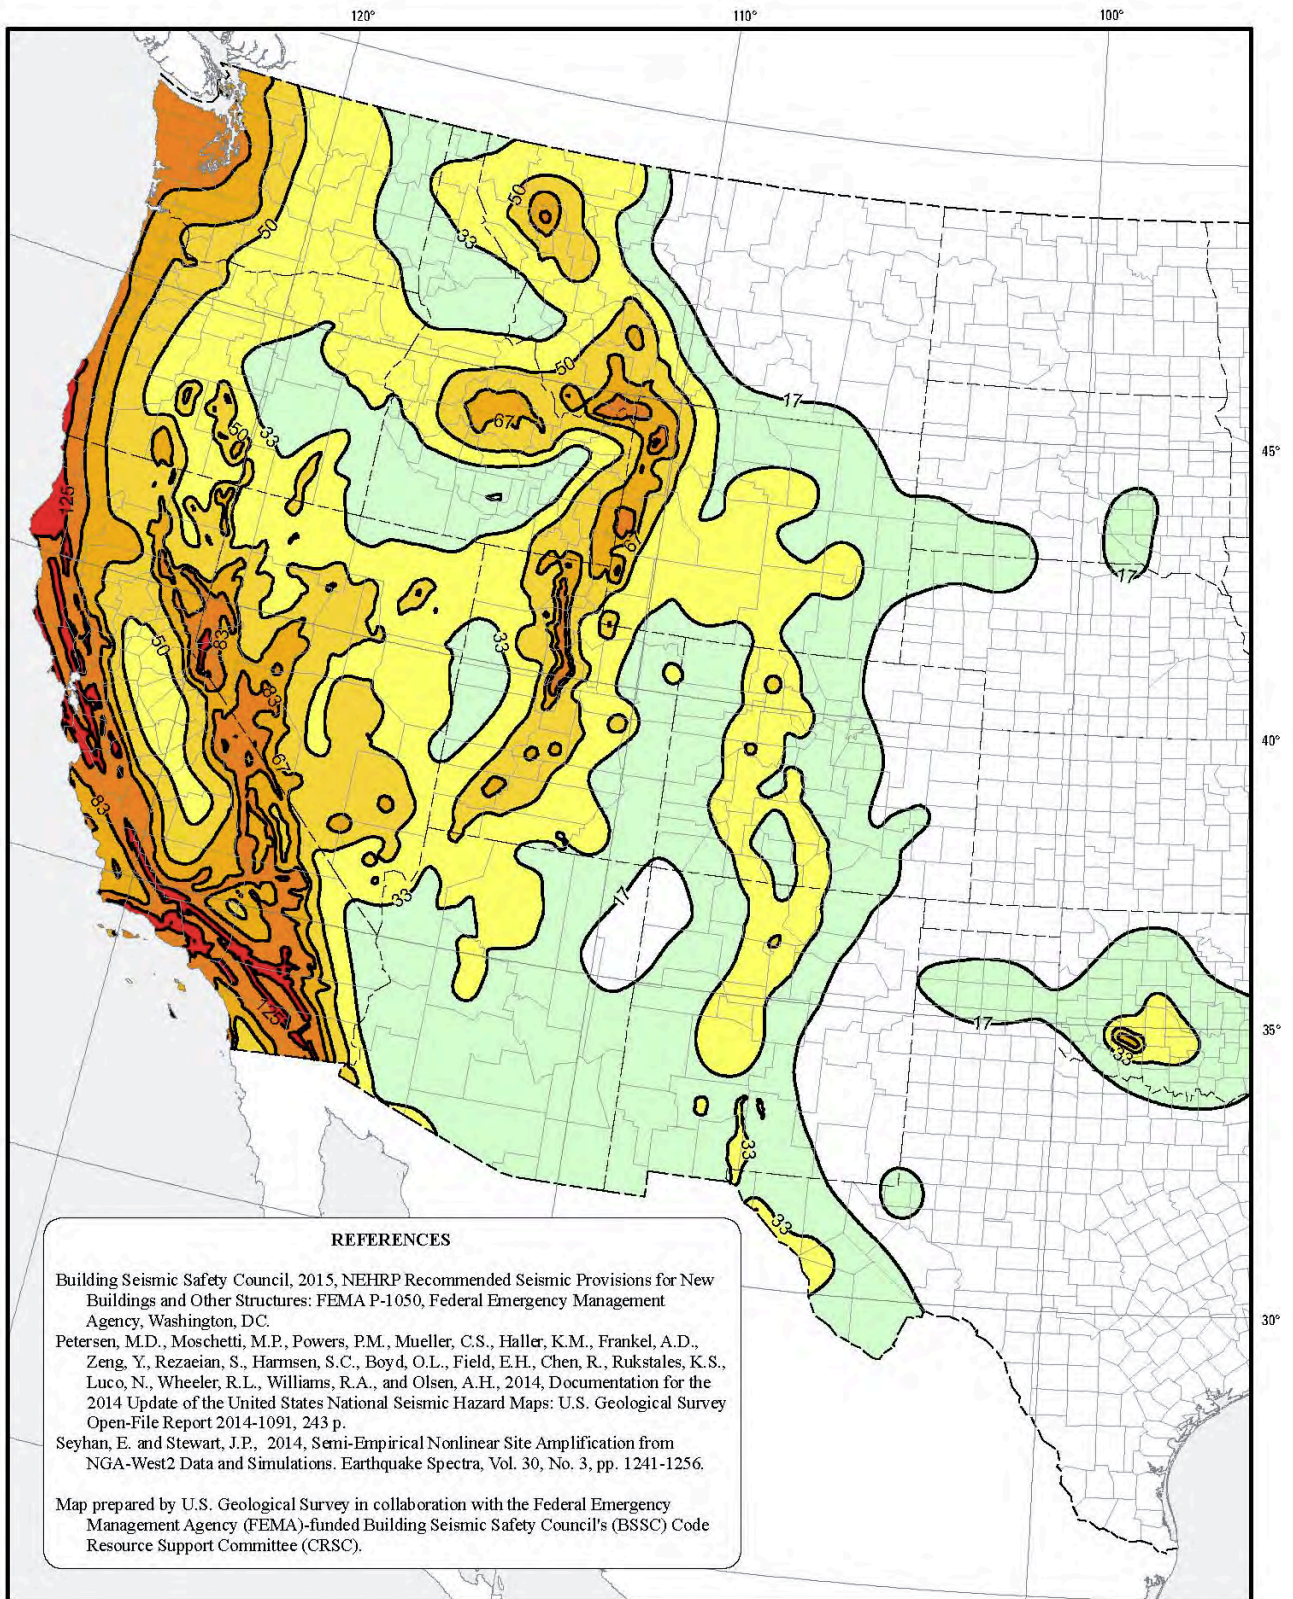 120°
110°
100°
50
50
33
50
17
67
50
33
45°
125
17
67
50
33
83
83
40°
67
83
17
33
17
35°
33
125
33
33
30°
REFERENCES
Building Seismic Safety Council, 2015, NEHRP Recommended Seismic Provisions for New
Buildings and Other Structures: FEMA P-1050, Federal Emergency Management
Agency, Washington, DC.
Petersen, M.D., Moschetti, M.P., Powers, P.M., Mueller, C.S., Haller, K.M., Frankel, A.D.,
Zeng, Y., Rezaeian, S., Harmsen, S.C., Boyd, O.L., Field, E.H., Chen, R., Rukstales, K.S.,
Luco, N., Wheeler, R.L., Williams, R.A., and Olsen, A.H., 2014, Documentation for the
2014 Update of the United States National Seismic Hazard Maps: U.S. Geological Survey
Open-File Report 2014-1091, 243 p.
Seyhan, E. and Stewart, J.P., 2014, Semi-Empirical Nonlinear Site Amplification from
NGA-West2 Data and Simulations. Earthquake Spectra, Vol. 30, No. 3, pp. 1241-1256.
Map prepared by U.S. Geological Survey in collaboration with the Federal Emergency
Management Agency (FEMA)-funded Building Seismic Safety Council's (BSSC) Code
Resource Support Committee (CRSC).